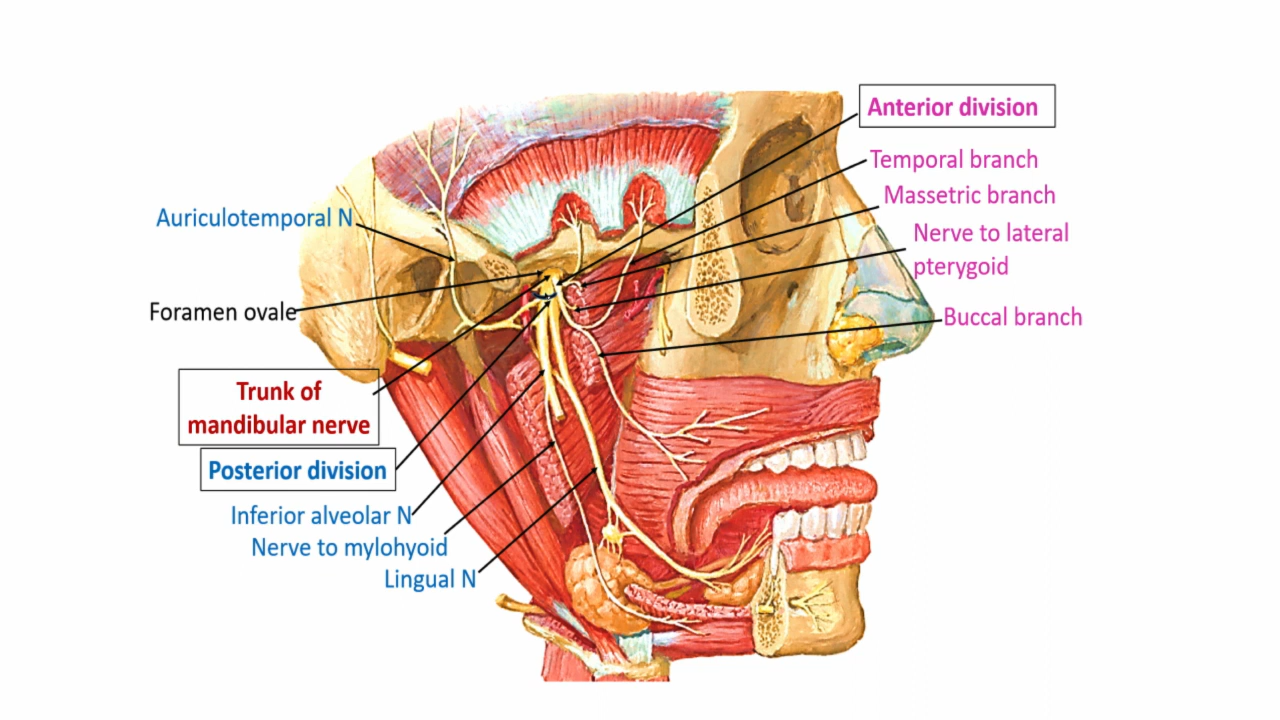 Anterior division
Temporal branch
Massetric branch
Nerve to lateral
pterygoid
Buccal branch
Auriculotemporal N
Foramen ovale
Trunk of
mandibular nerve
Posterior division
Inferior alveolar N
Nerve to mylohyoid
Lingual N